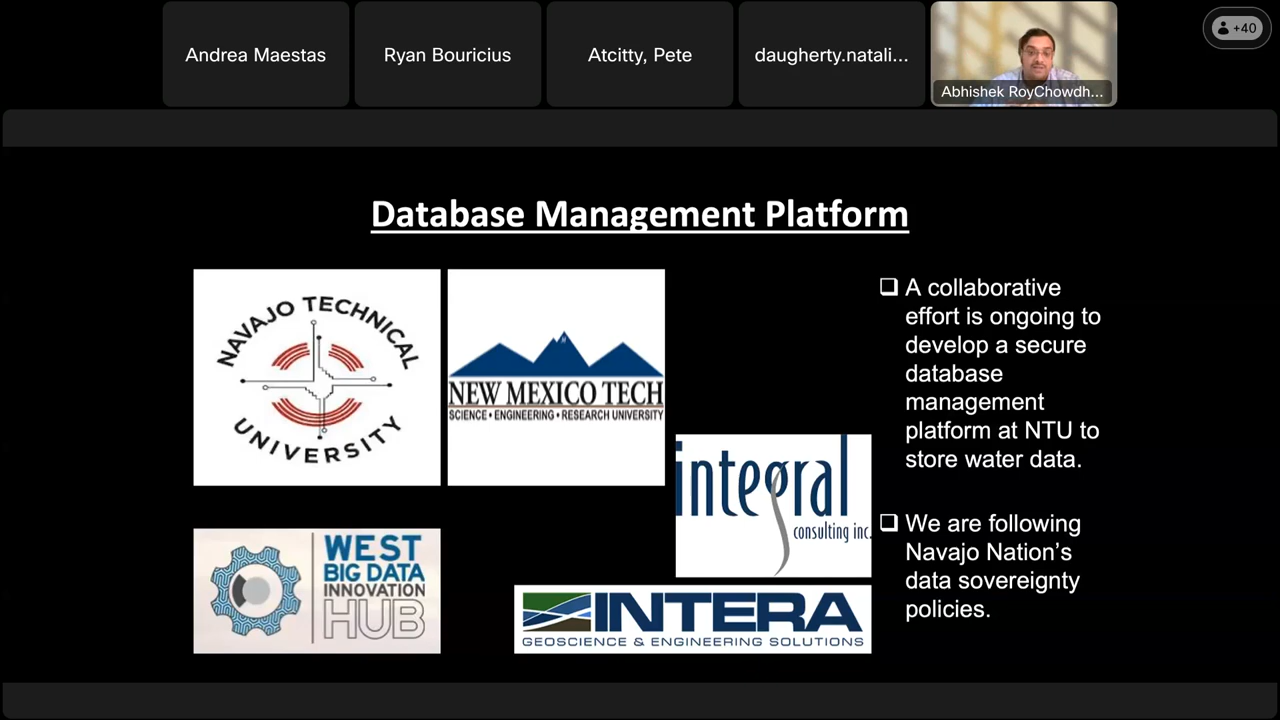 Andrea Maestas
Ryan Bouricius
Atcitty, Pete
daugherty.natali...
Abhishek RoyChowdh...
+40
Database Management Platform
NAVAJO TECHNICAL
UNIVERSITY
NEW MEXICO TECH
SCIENCE • ENGINEERING • RESEARCH UNIVERSITY
integral
consulting inc.
WEST
BIG DATA
INNOVATION
HUB
INTERA
GEOSCIENCE & ENGINEERING SOLUTIONS
A collaborative
effort is ongoing to
develop a secure
database
management
platform at NTU to
store water data.
We are following
Navajo Nation's
data sovereignty
policies.